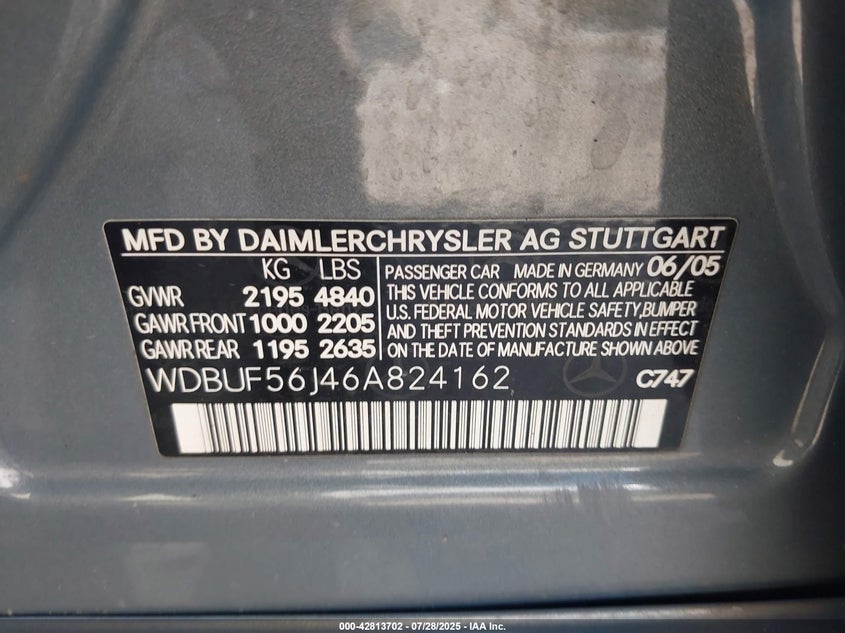 MFD BY DAIMLERCHRYSLER AG STUTTGART
KG LBS
GVWR 2195 4840
GAWR FRONT 1000 2205
GAWR REAR 1195 2635
PASSENGER CAR MADE IN GERMANY 06/05
THIS VEHICLE CONFORMS TO ALL APPLICABLE
U.S. FEDERAL MOTOR VEHICLE SAFETY, BUMPER
AND THEFT PREVENTION STANDARDS IN EFFECT
ON THE DATE OF MANUFACTURE SHOWN ABOVE
WDBUF56J46A824162 C747
000-42813702 | 07/28/2025 - IAA Inc.